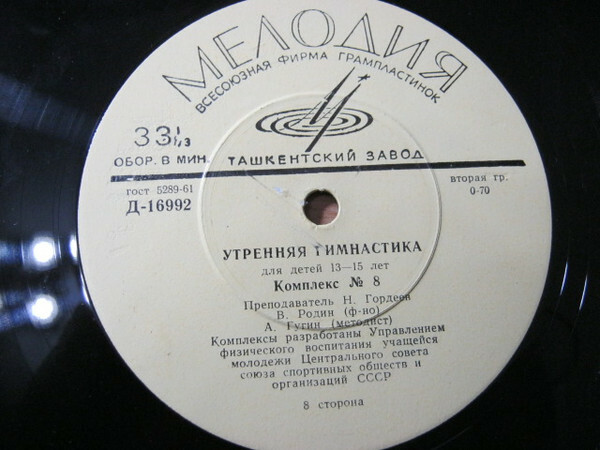 МЕЛОДИЯ
ВСЕСОЮЗНАЯ ФИРМА ГРАМПЛАСТИНОК
33⅓
ОБОР. В МИН.
ТАШКЕНТСКИЙ ЗАВОД
гост 5289-61
Д-16992
вторая гр.
0-70
УТРЕННЯЯ ГИМНАСТИКА
для детей 13—15 лет
Комплекс № 8
Преподаватель Н. Гордеев
В. Родин (ф-но)
А. Гугин (методист)
Комплексы разработаны Управлением
физического воспитания учащейся
молодежи Центрального совета
союза спортивных обществ и
организаций СССР
8 сторона